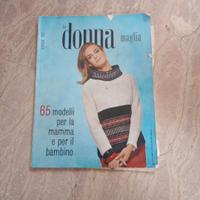 donna
maglia
65 modelli
per la
mamma
e per il
bambino